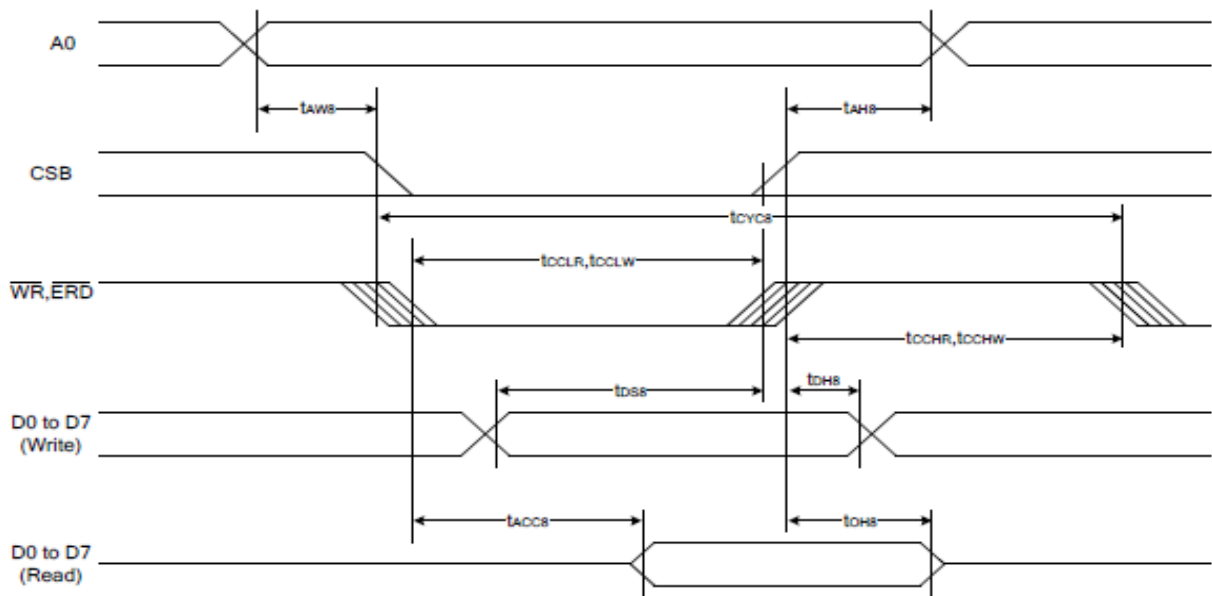 A0
tAW8
tAH8
CSB
tCYC8
tCCLR,tCCLW
WR,ERD
tCCHR,tCCHW
tDS8
tDH8
D0 to D7
(Write)
tACC8
tOH8
D0 to D7
(Read)